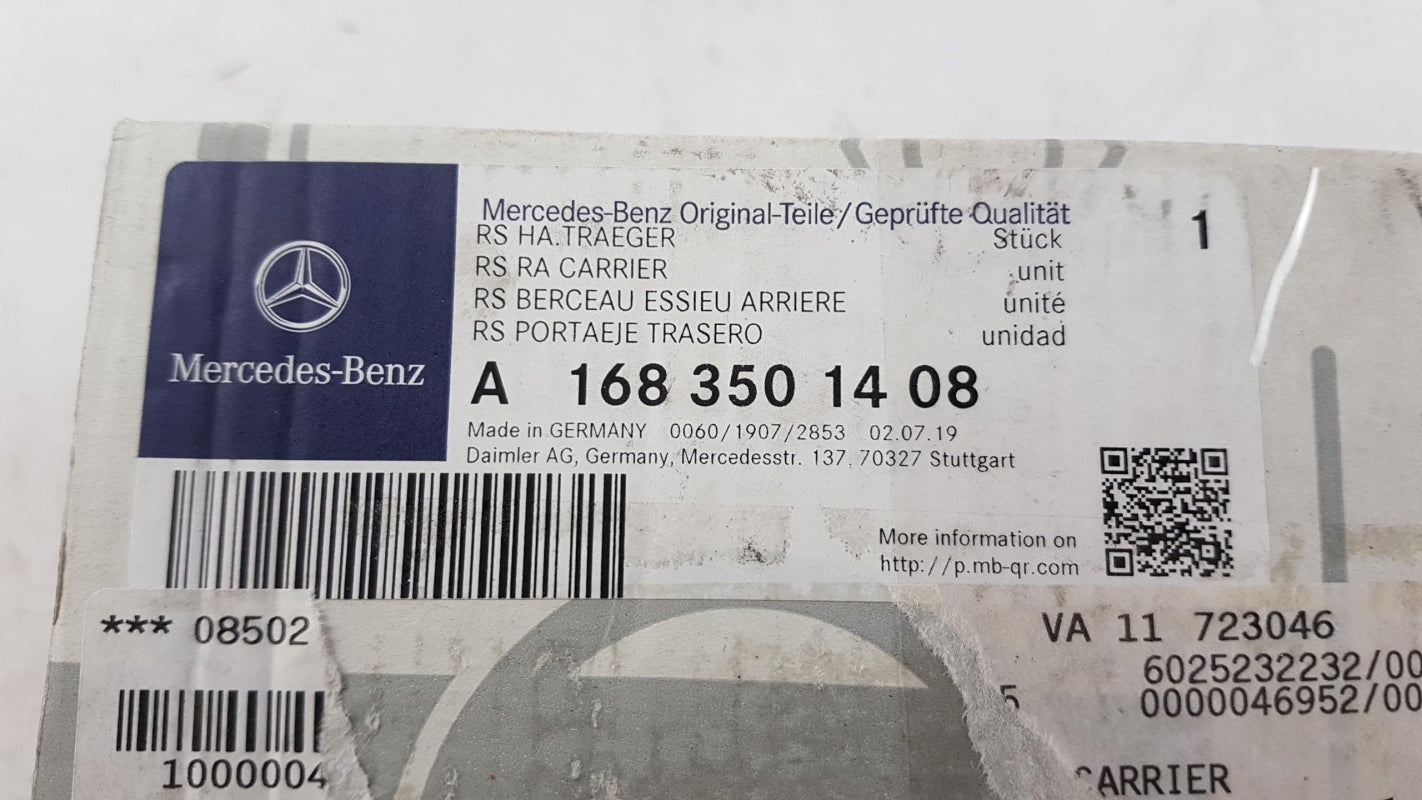 Mercedes-Benz Original-Teile/Geprüfte Qualität 1
RS HA.TRAEGER Stück
RS RA CARRIER unit
RS BERCEAU ESSIEU ARRIERE unité
RS PORTAEJE TRASERO unidad
Mercedes-Benz
A 168 350 14 08
Made in GERMANY 0060/1907/2853 02.07.19
Daimler AG, Germany, Mercedesstr. 137, 70327 Stuttgart
More information on
http://p.mb-qr.com
*** 08502
1000004
VA 11 723046
6025232232/00
5 0000046952/00
CARRIER